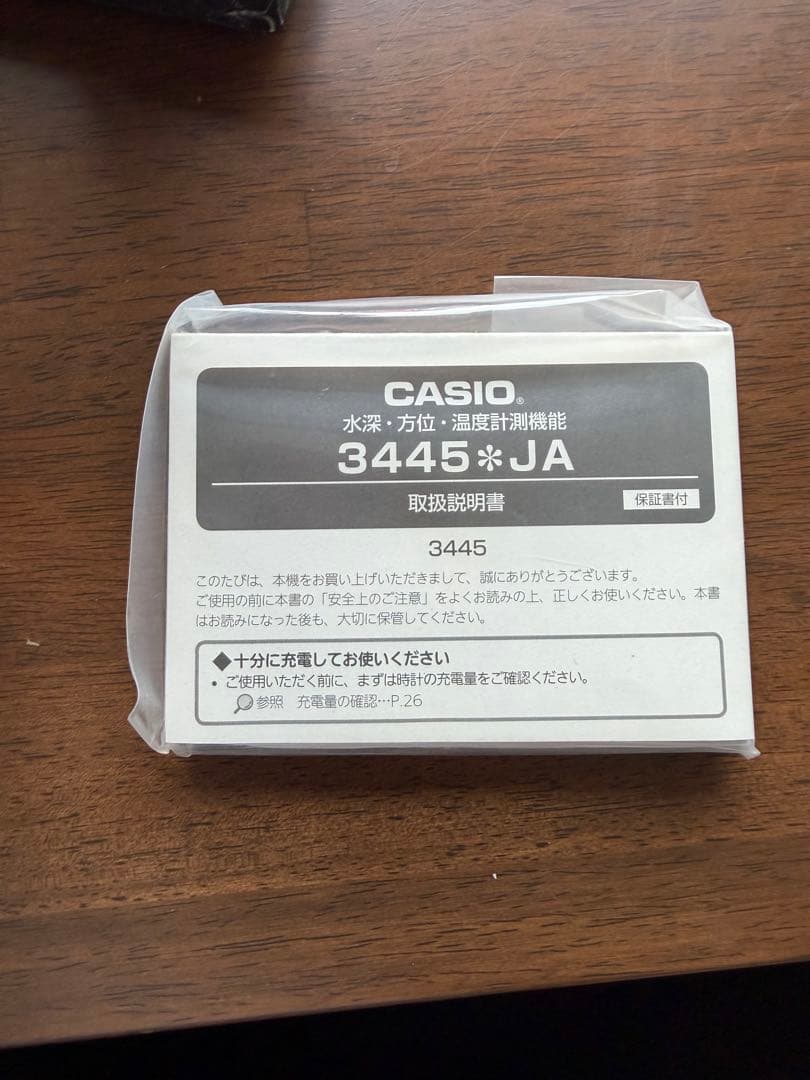 CASIO®
水深・方位・温度計測機能
3445＊JA
取扱説明書
保証書付
3445
このたびは、本機をお買い上げいただきまして、誠にありがとうございます。
ご使用の前に本書の「安全上のご注意」をよくお読みの上、正しくお使いください。本書
はお読みになった後も、大切に保管してください。
◆十分に充電してお使いください
• ご使用いただく前に、まずは時計の充電量をご確認ください。
参照　充電量の確認…P.26